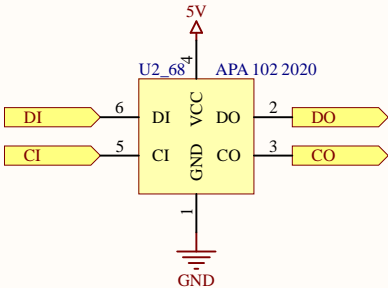 5V
U2_68 APA 102 2020
4
DI 6 DI VCC DO 2 DO
CI 5 CI GND CO 3 CO
1
GND